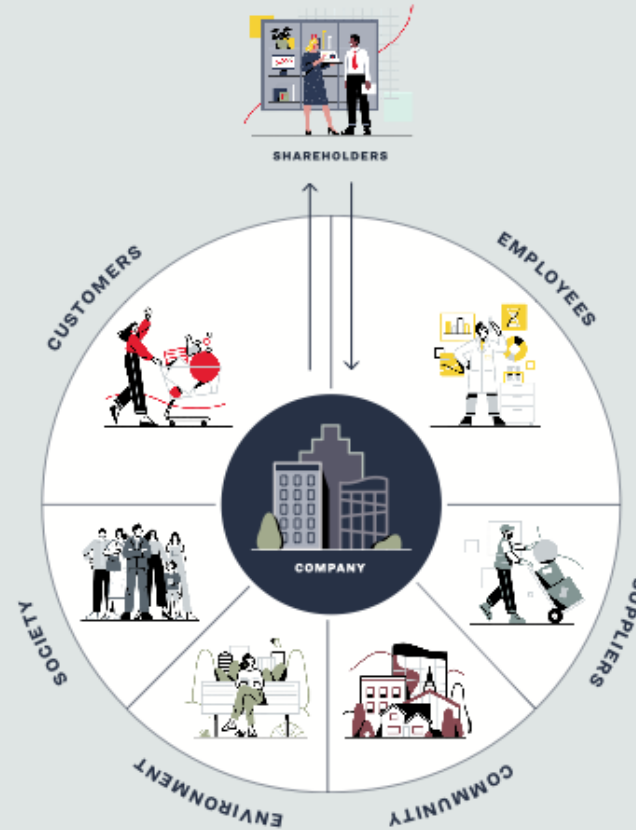 SHAREHOLDERS
CUSTOMERS
EMPLOYEES
COMPANY
SOCIETY
SUPPLIERS
ENVIRONMENT
COMMUNITY